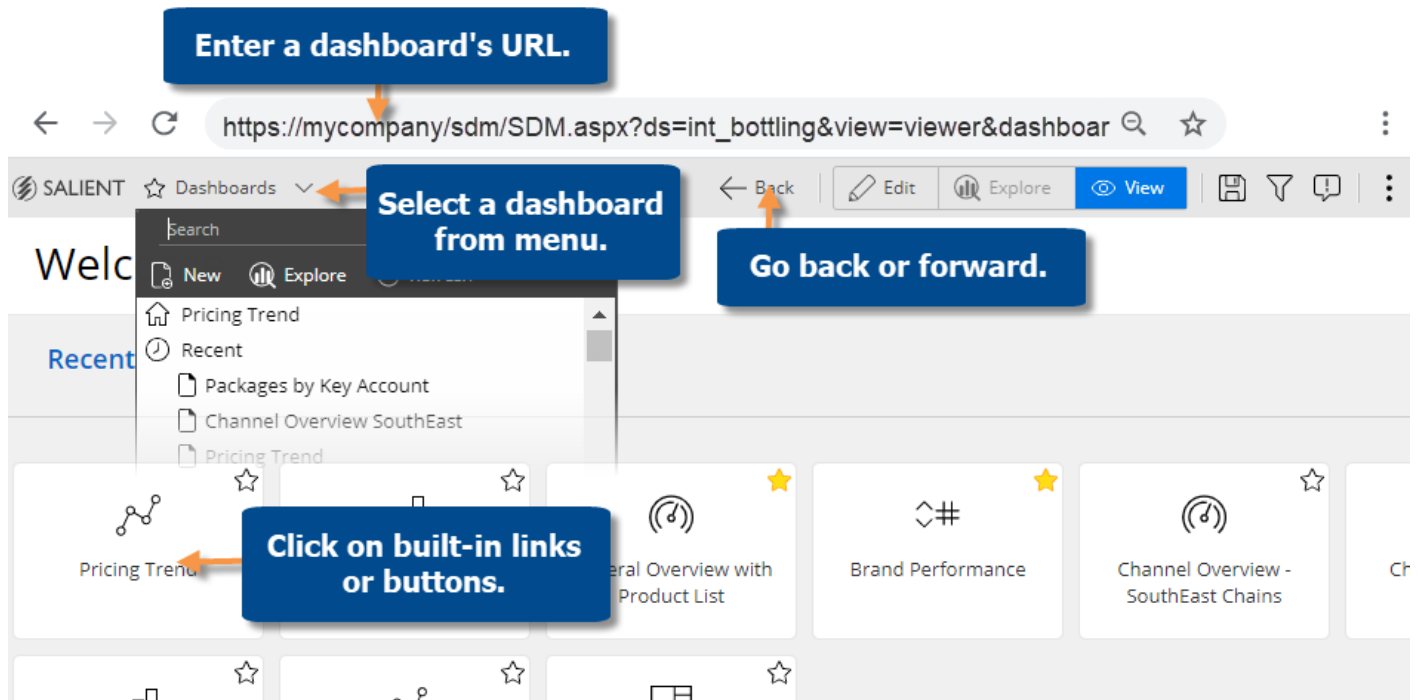 Enter a dashboard's URL.
https://mycompany/sdm/SDM.aspx?ds=int_bottling&view=viewer&dashboar
SALIENT Dashboards
Back Edit Explore View
Select a dashboard
from menu.
Search
Go back or forward.
Welc
New Explore
Pricing Trend
Recent
Recent
Packages by Key Account
Channel Overview SouthEast
Pricing Trend
Click on built-in links
or buttons.
Pricing Trend
eral Overview with
Product List
Brand Performance
Channel Overview -
SouthEast Chains
Ch